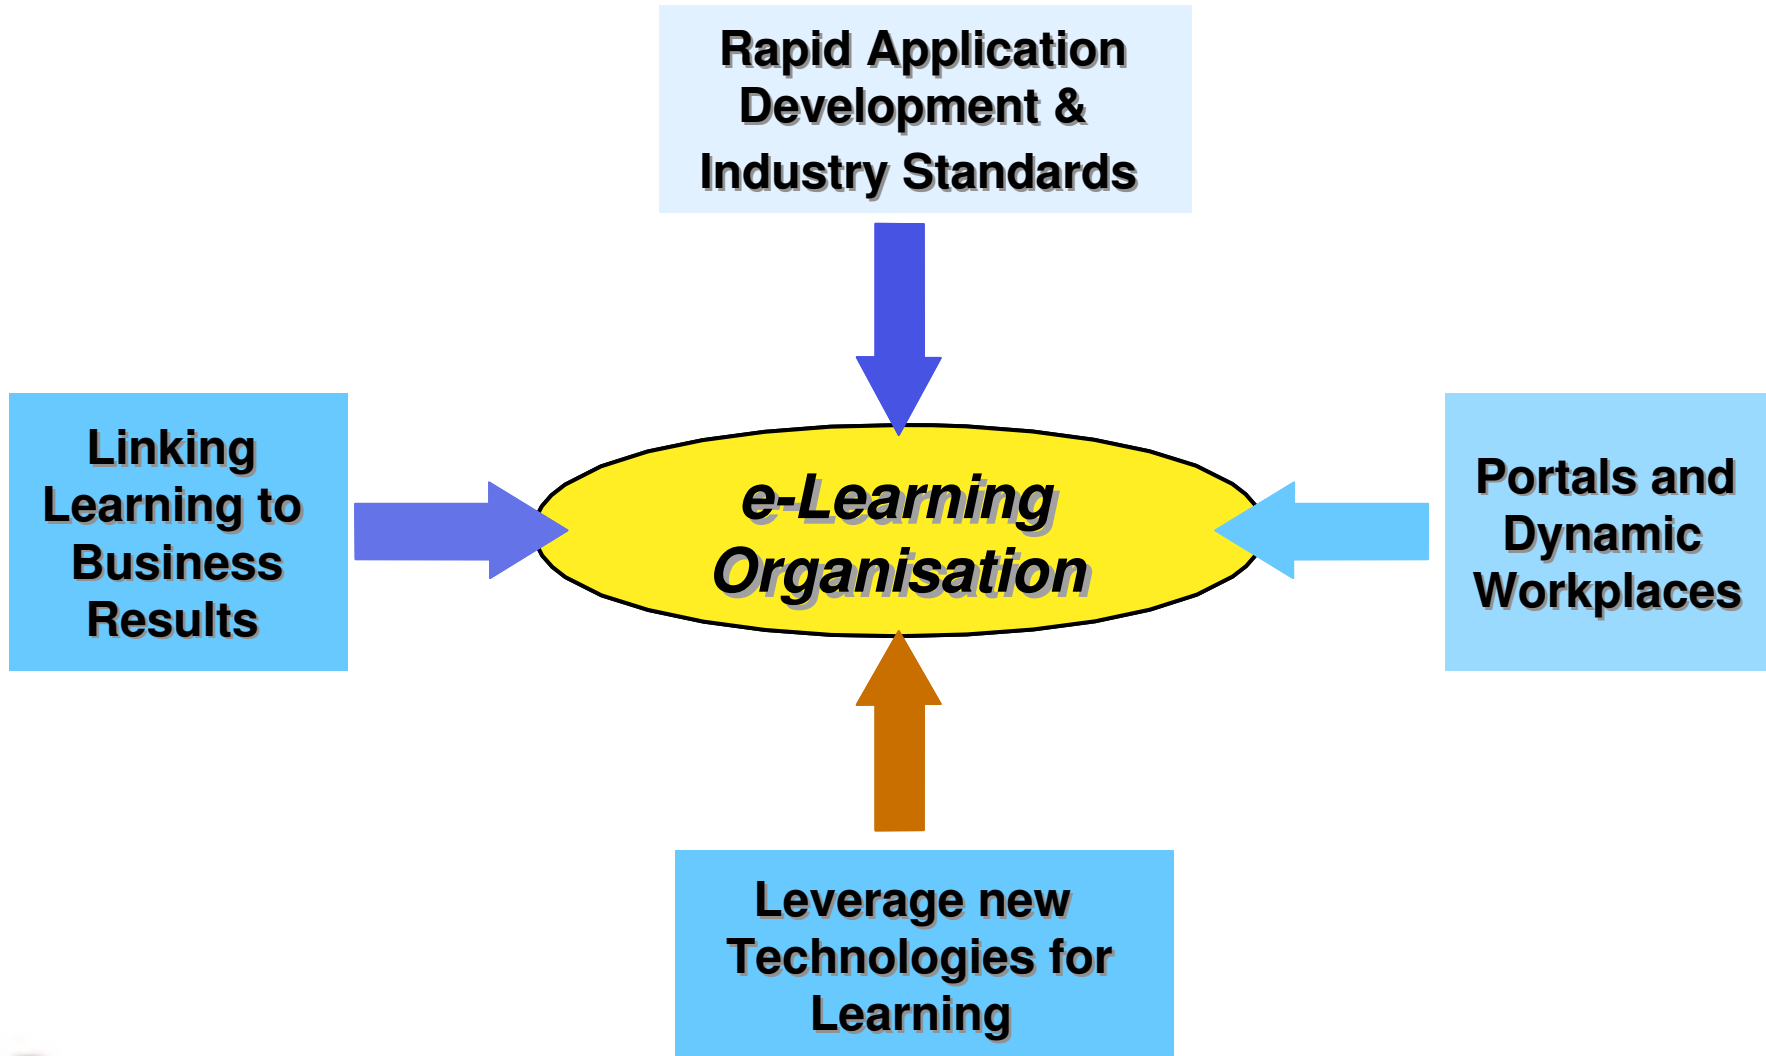 Rapid Application
Development &
Industry Standards
Linking
Learning to
Business
Results
e-Learning
Organisation
Portals and
Dynamic
Workplaces
Leverage new
Technologies for
Learning